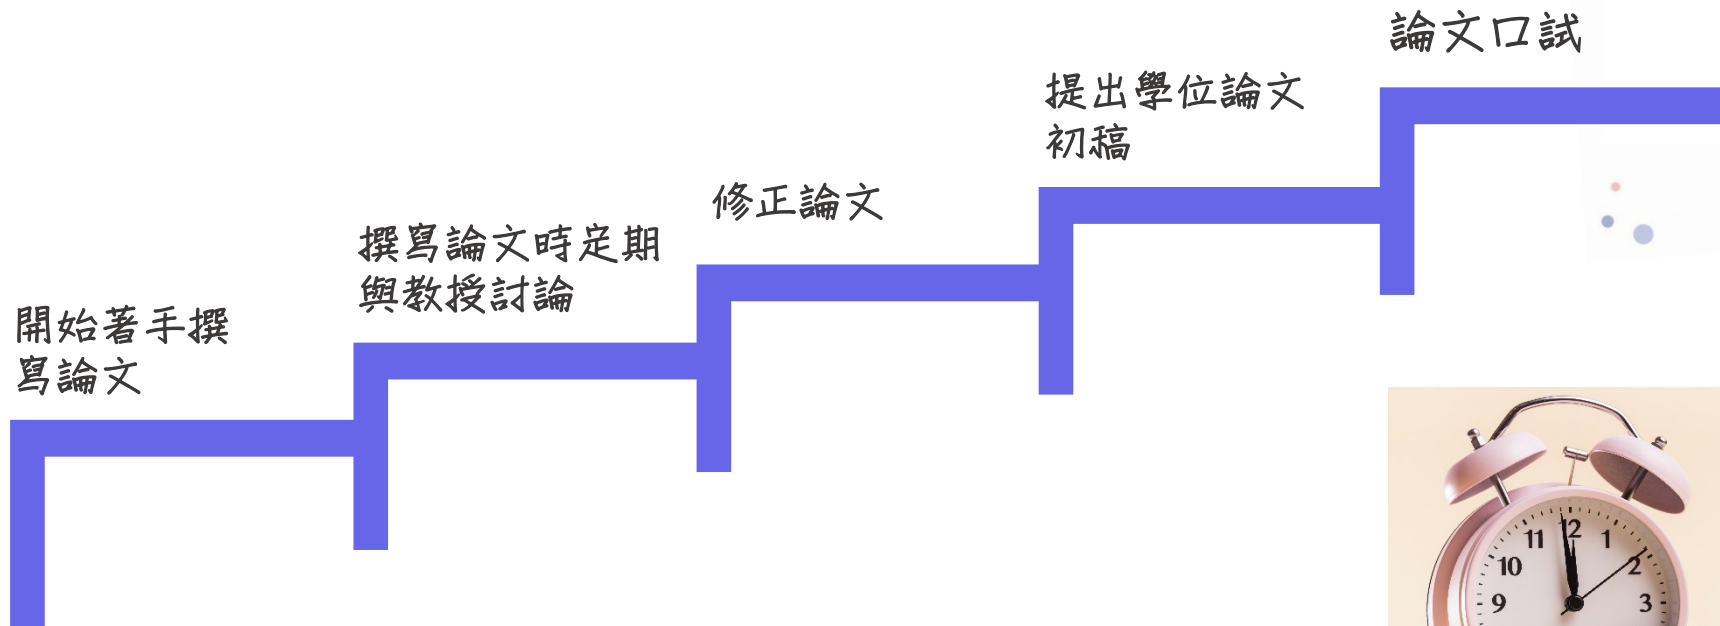 論文口試
提出學位論文
初稿
修正論文
撰寫論文時定期
與教授討論
開始著手撰
寫論文
11 12 1
10 2
9 3